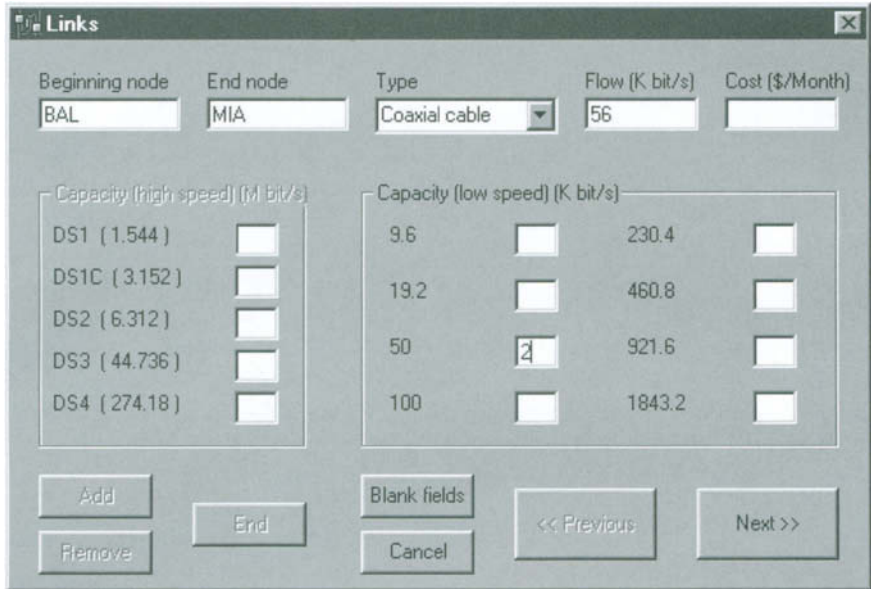 Links
Beginning node End node Type Flow (K bit/s) Cost ($/Month)
BAL MIA Coaxial cable 56
Capacity (high speed) (M bit/s)
DS1 ( 1.544 )
DS1C ( 3.152 )
DS2 ( 6.312 )
DS3 ( 44.736 )
DS4 ( 274.18 )
Capacity (low speed) (K bit/s)
9.6 230.4
19.2 460.8
50 2 921.6
100 1843.2
Add
Remove
End
Blank fields
Cancel
<< Previous
Next >>